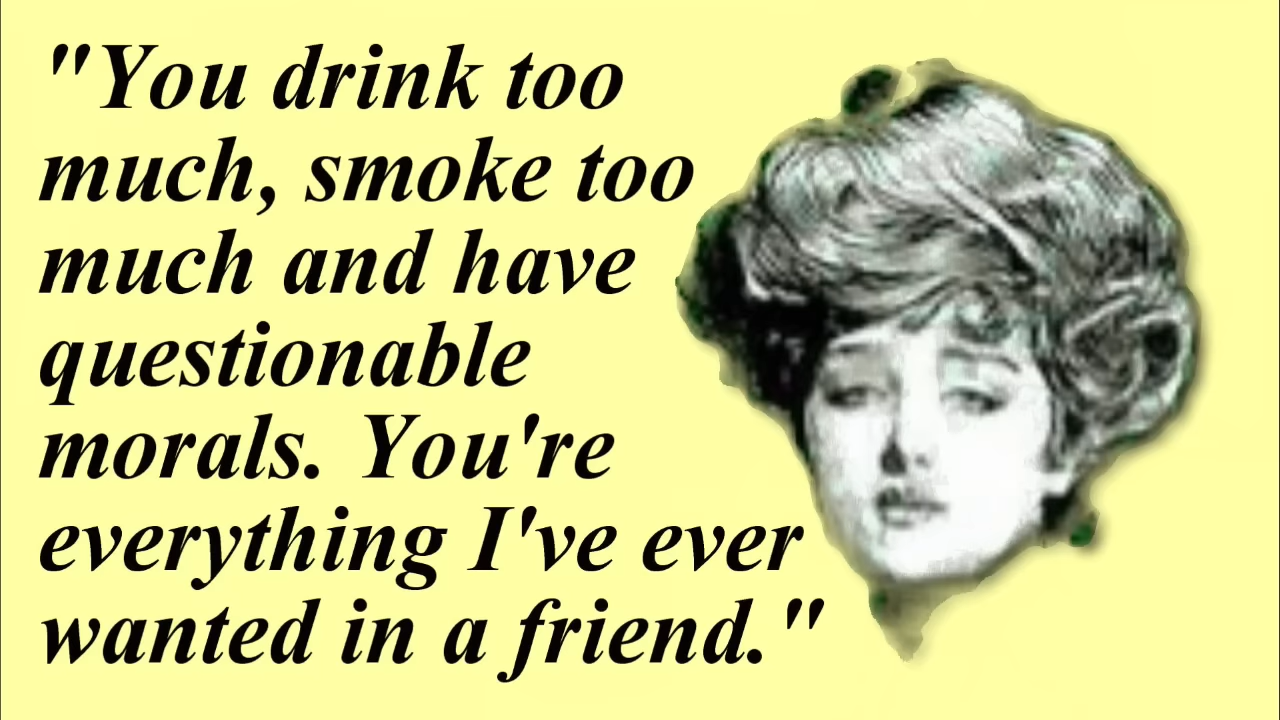 "You drink too
much, smoke too
much and have
questionable
morals. You're
everything I've ever
wanted in a friend."